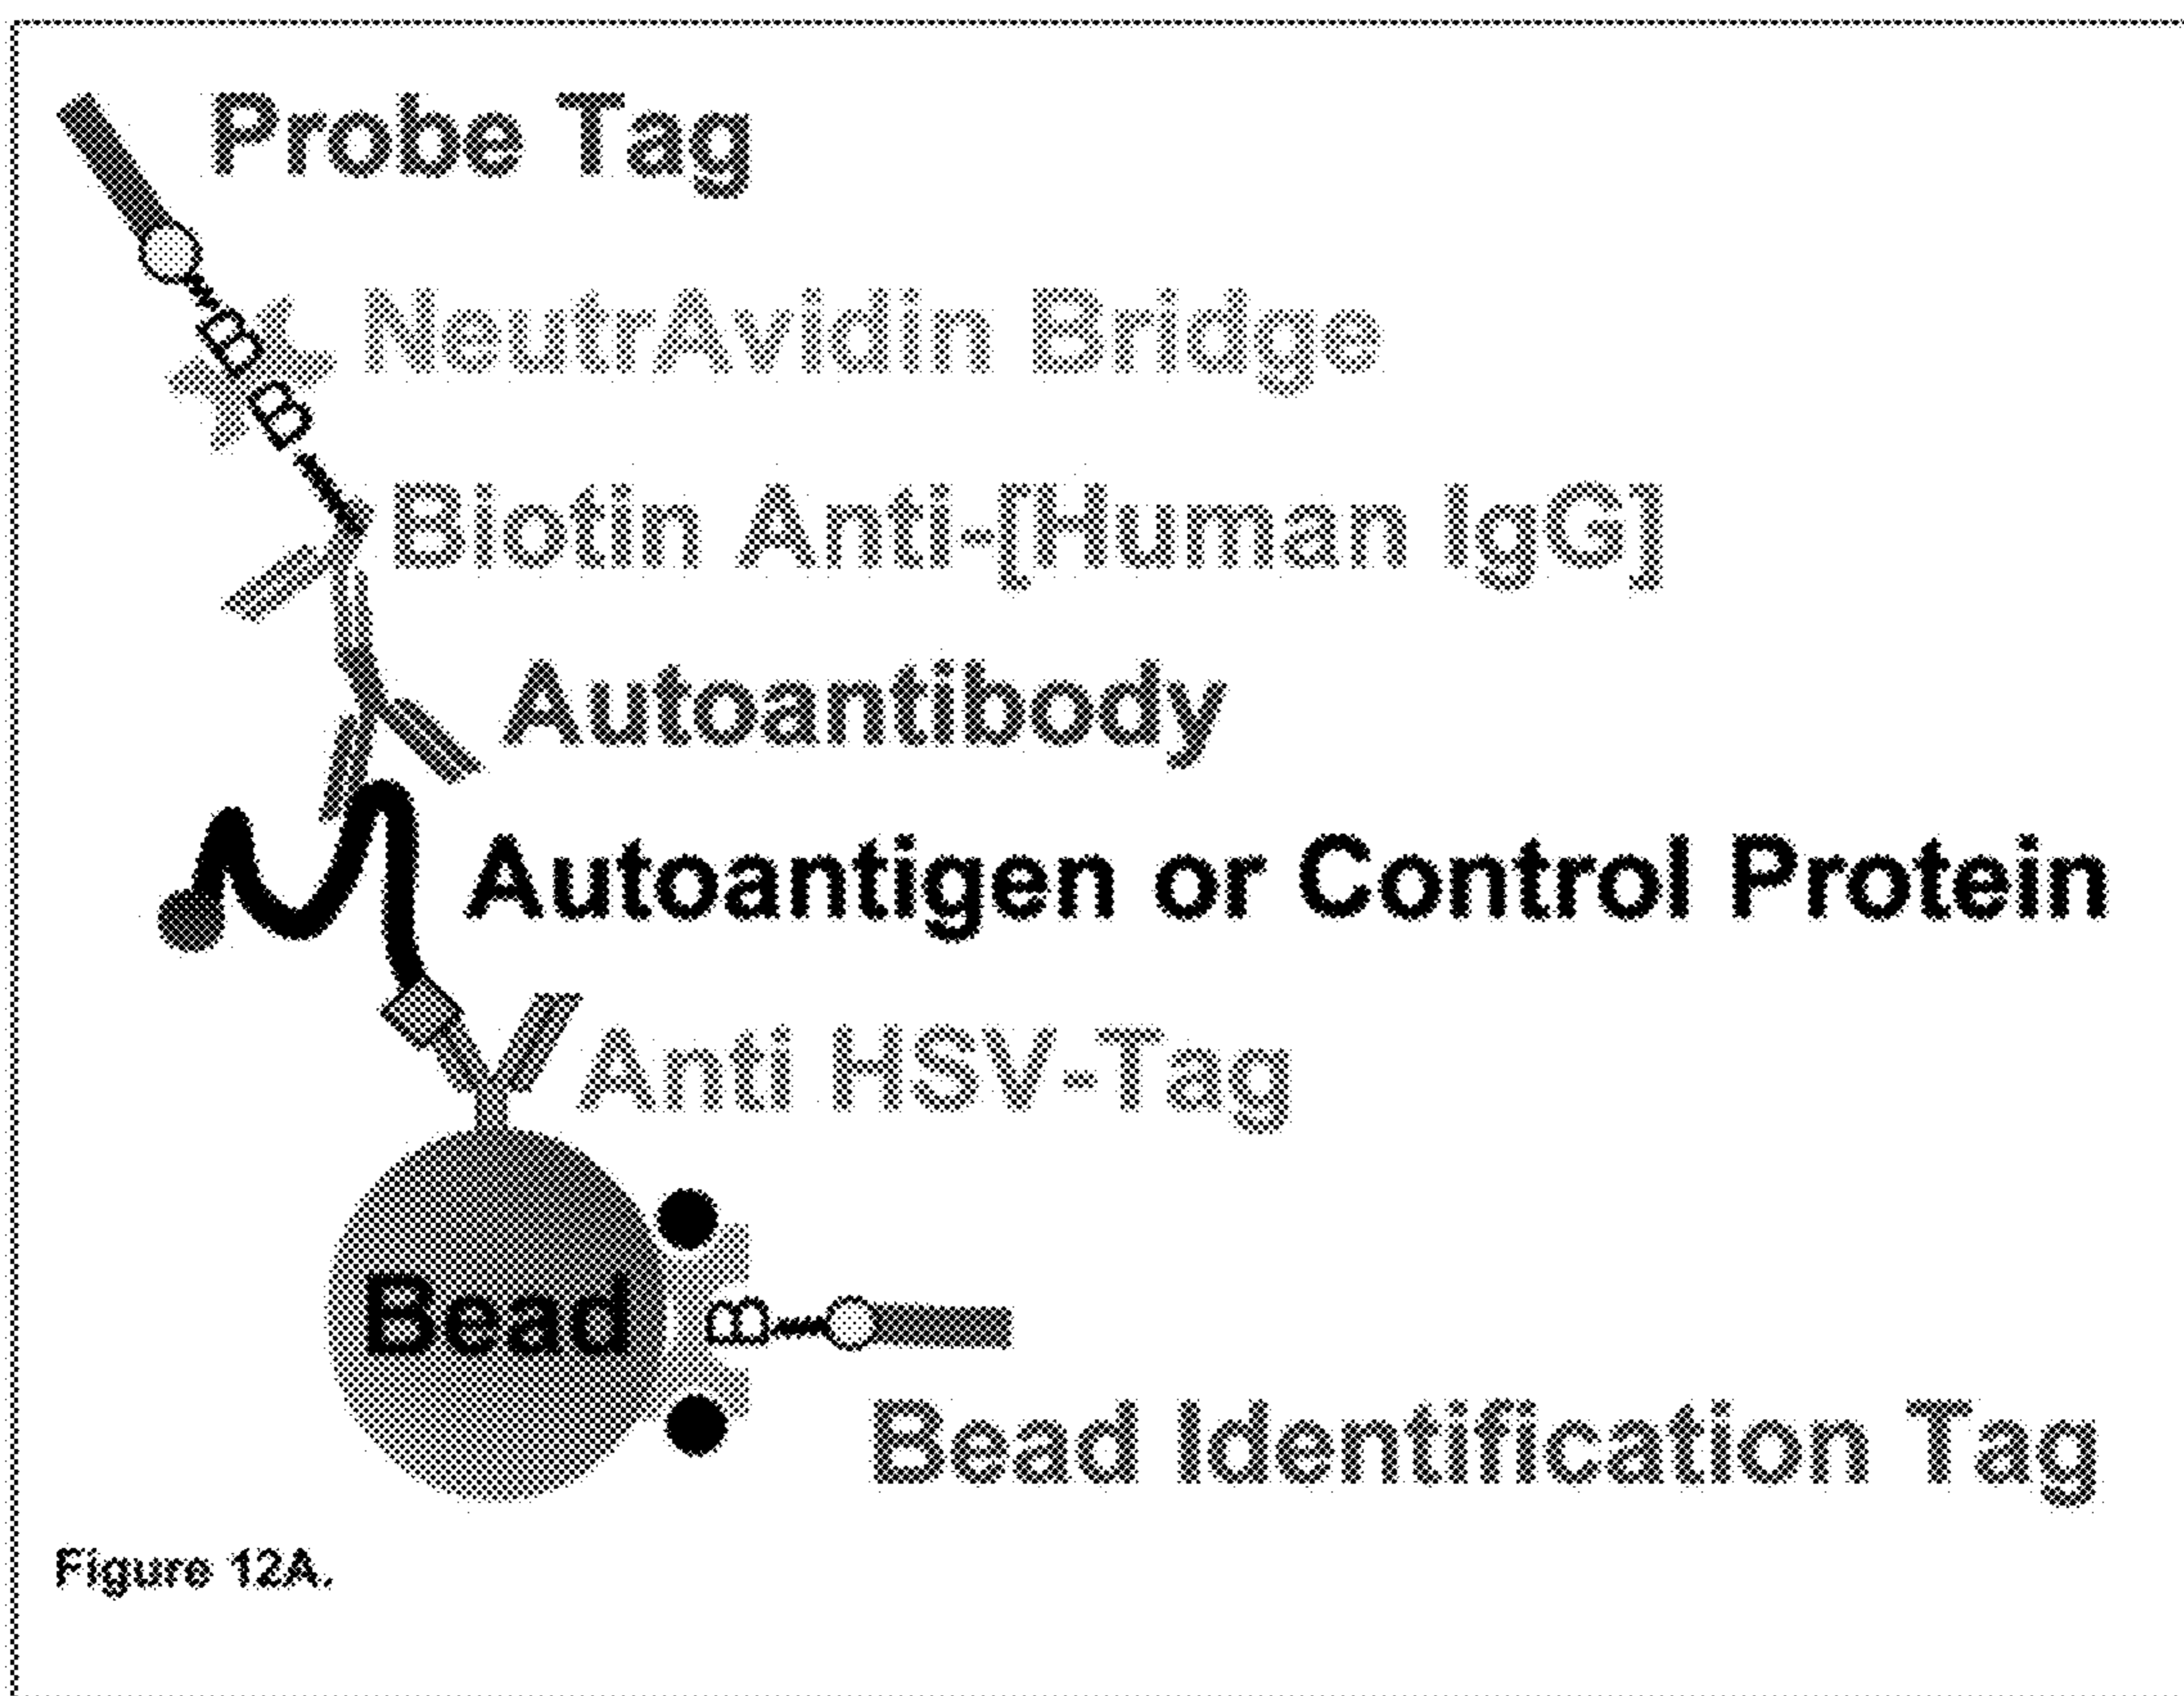 Probe Tag
B
NeutrAvidin Bridge
B
Biotin Anti-[Human IgG]
Autoantibody
Autoantigen or Control Protein
Anti HSV-Tag
Bead
B
Bead Identification Tag
Figure 12A.